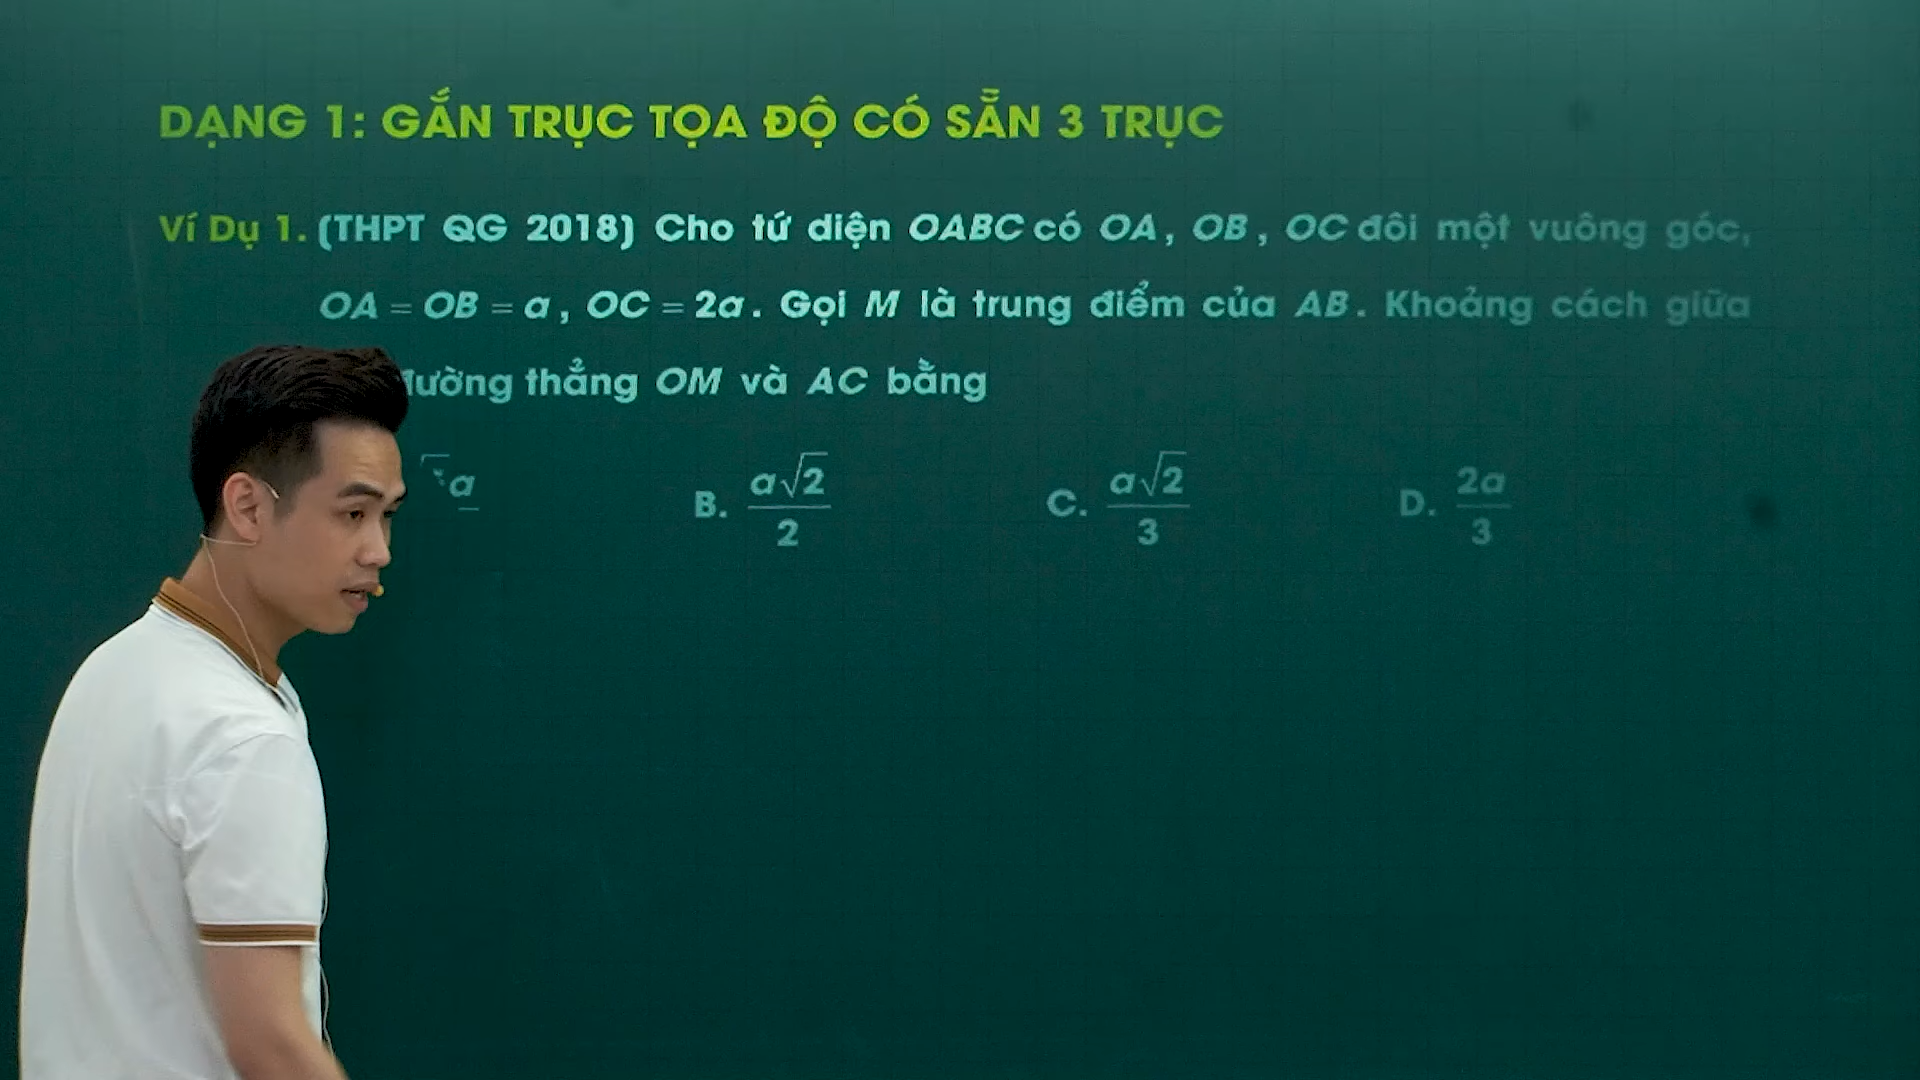 DẠNG 1: GẮN TRỤC TỌA ĐỘ CÓ SẴN 3 TRỤC
Ví Dụ 1. (THPT QG 2018) Cho tứ diện OABC có OA, OB, OC đôi một vuông góc,
OA = OB = a, OC = 2a. Gọi M là trung điểm của AB. Khoảng cách giữa
đường thẳng OM và AC bằng
a B. a√2/2 C. a√2/3 D. 2a/3